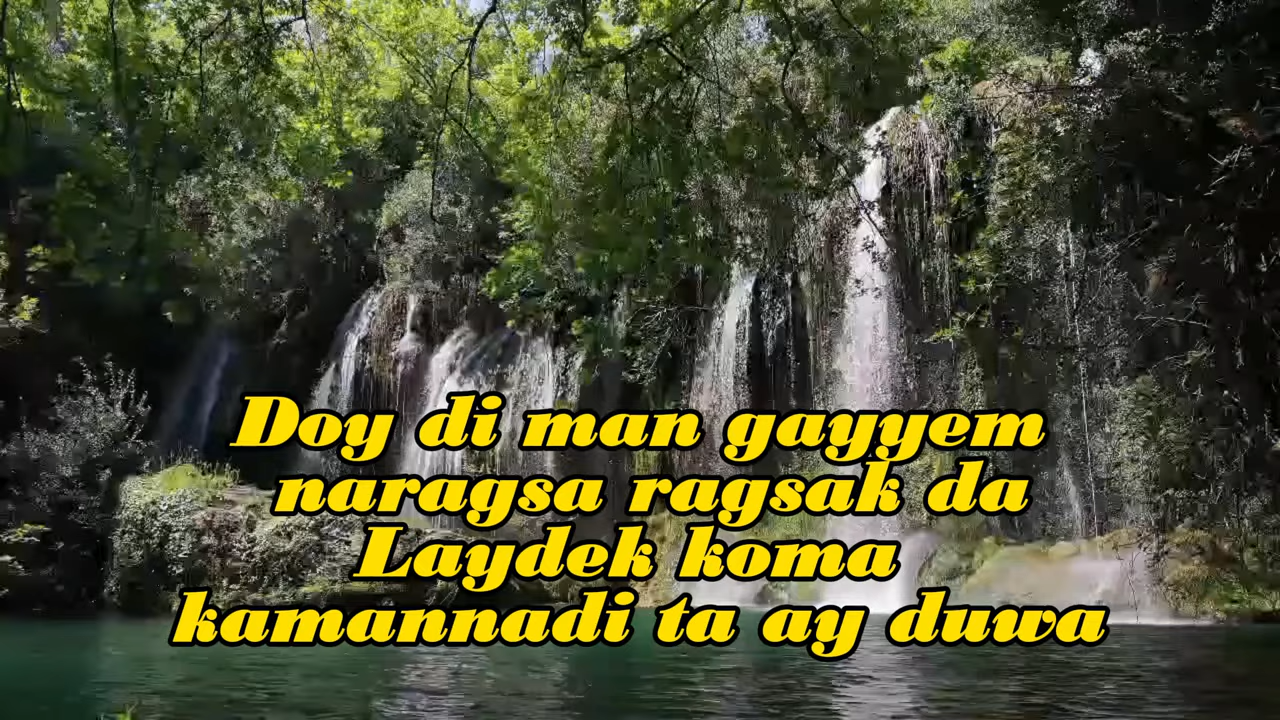 Doy di man gayyem
naragsa ragsak da
Laydek koma
kamannadi ta ay duwa